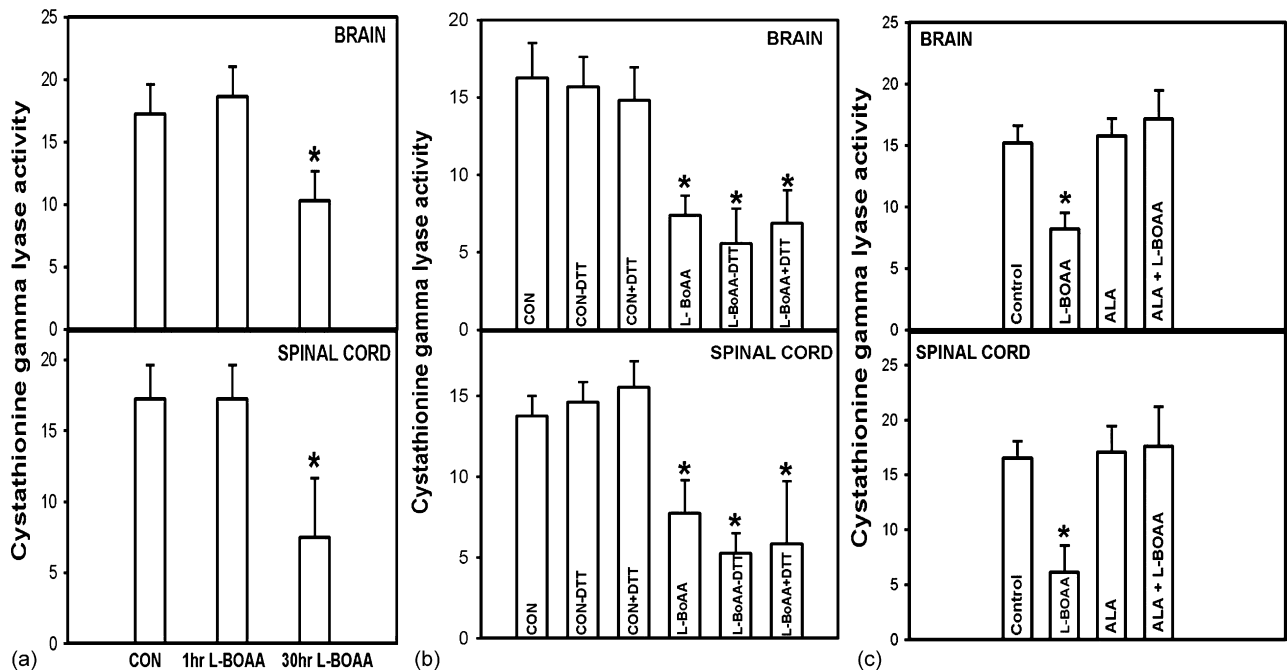 Cystathionine gamma lyase activity
25
20
15
10
5
0
BRAIN
*
20
15
10
5
0
SPINAL CORD
*
CON 1hr L-BOAA 30hr L-BOAA
(a)
Cystathionine gamma lyase activity
20
15
10
5
0
BRAIN
*
*
*
CON
CON-DTT
CON+DTT
L- BoAA
L-BoAA-DTT
L-BoAA+DTT
15
10
5
0
SPINAL CORD
*
*
*
CON
CON-DTT
CON+DTT
L-BoAA
L-BoAA-DTT
L-BoAA+DTT
(b)
Cystathionine gamma lyase activity
25
20
15
10
5
0
BRAIN
*
Control
L-BOAA
ALA
ALA + L-BOAA
25
20
15
10
5
0
SPINAL CORD
*
Control
L-BOAA
ALA
ALA + L-BOAA
(c)